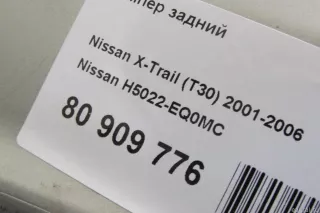 мпер задний
Nissan X-Trail (T30) 2001-2006
Nissan H5022-EQ0MC
80 909 776